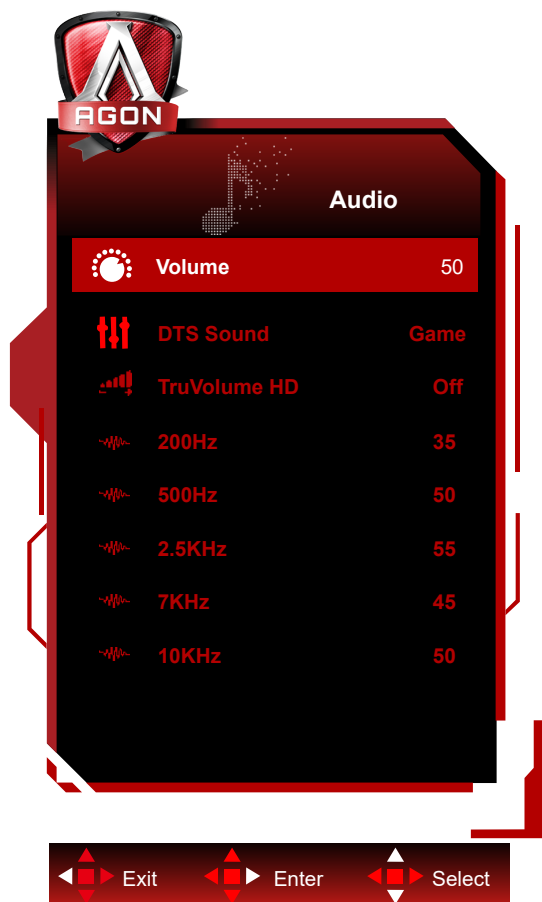 AGON
Audio
Volume 50
DTS Sound Game
TruVolume HD Off
200Hz 35
500Hz 50
2.5KHz 55
7KHz 45
10KHz 50
Exit Enter Select